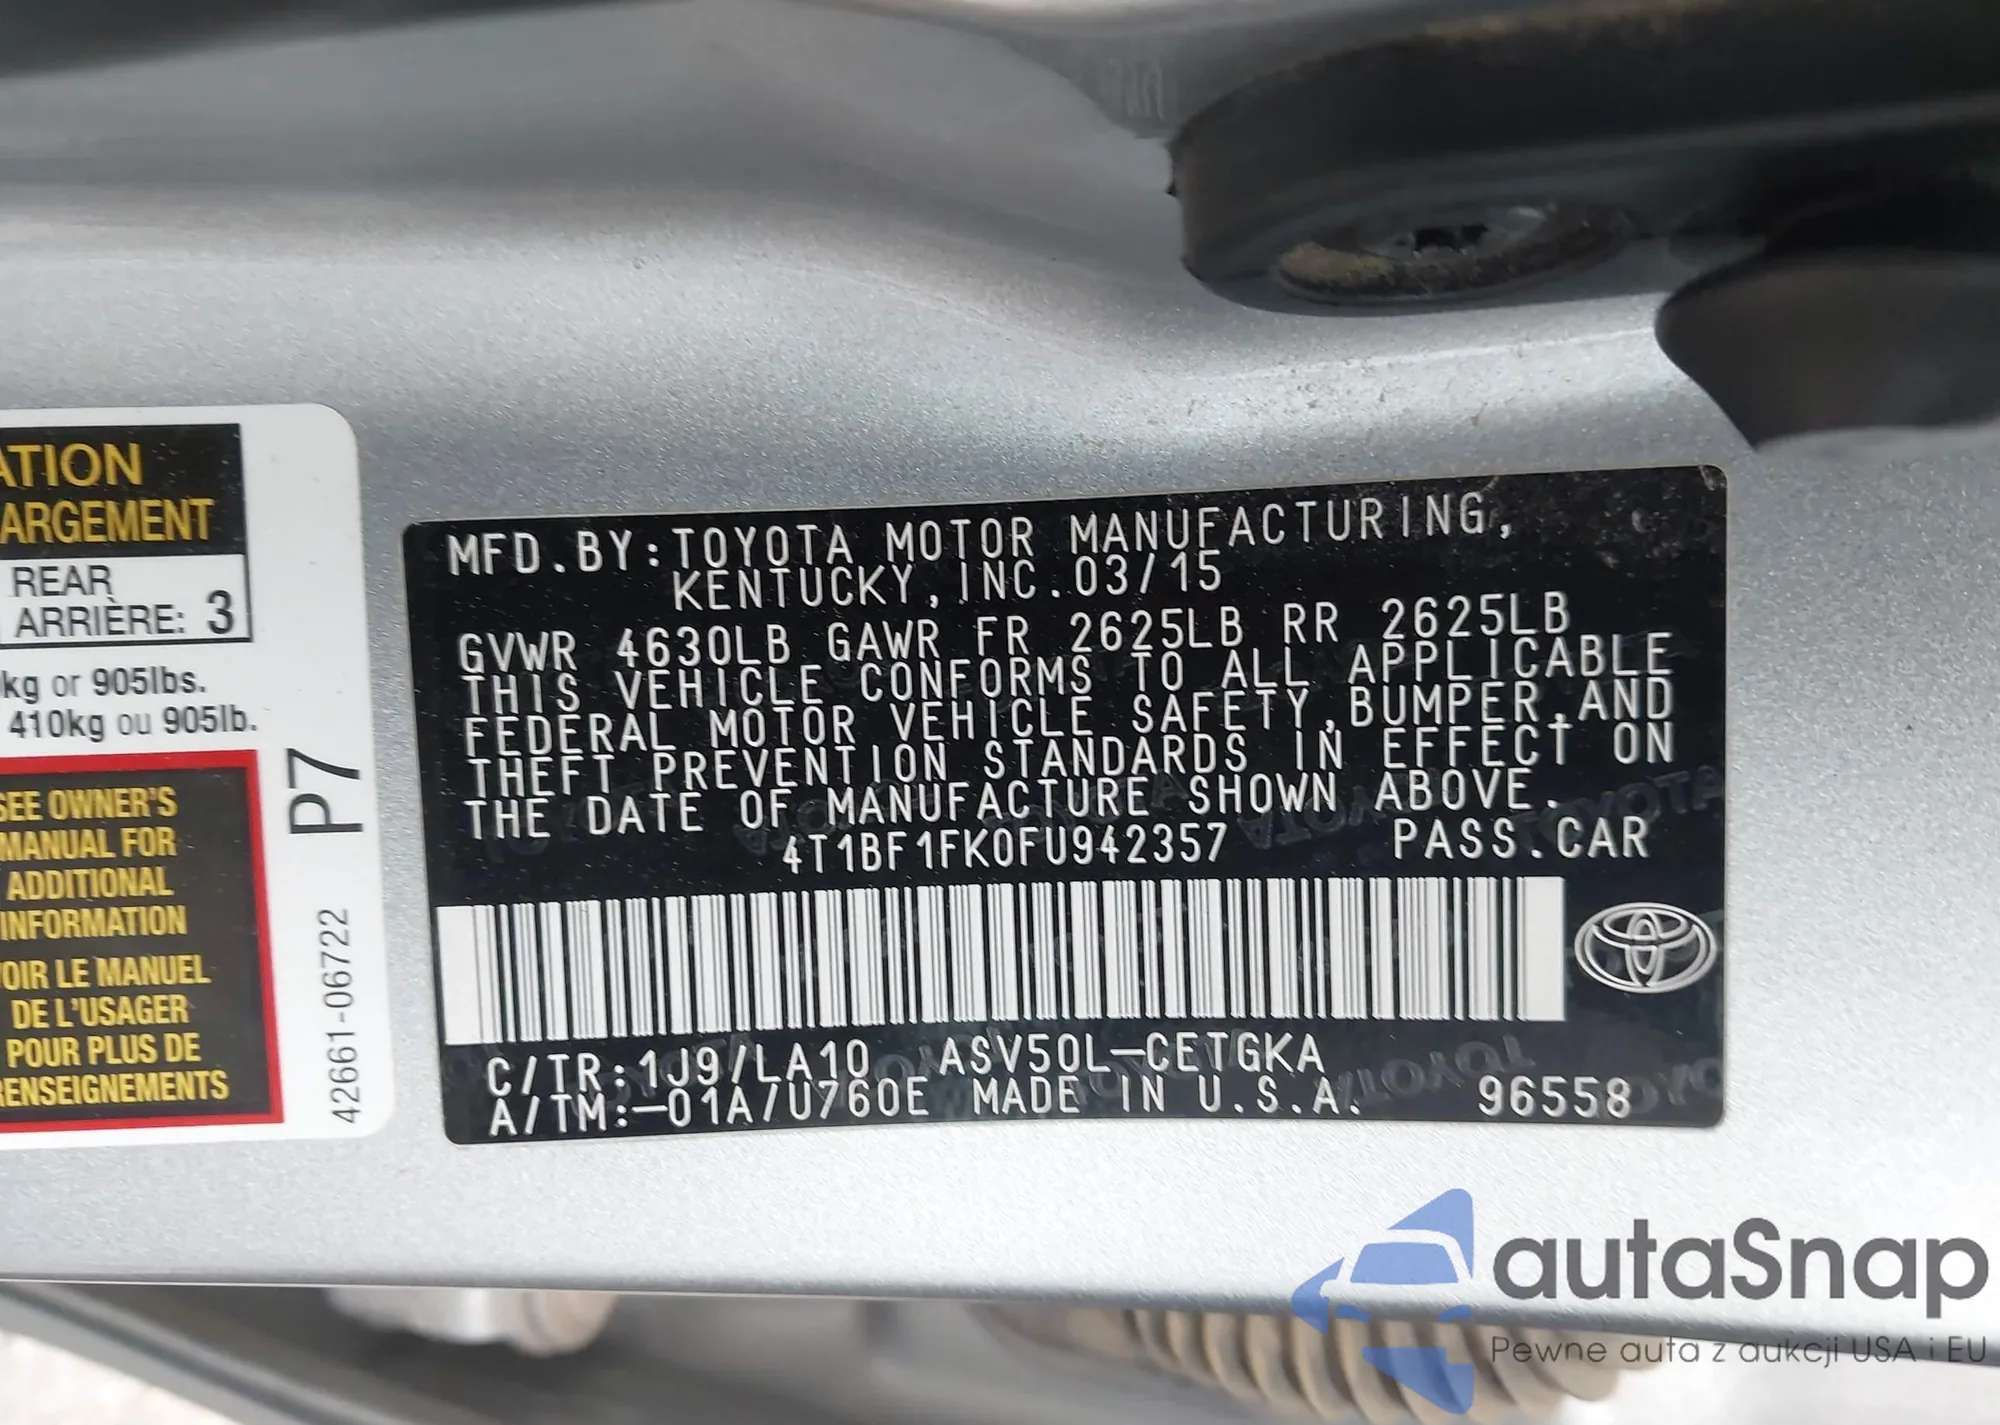 ATION
ARGEMENT
REAR
ARRIÈRE: 3
kg or 905lbs.
410kg ou 905lb.
SEE OWNER'S
MANUAL FOR
ADDITIONAL
INFORMATION
VOIR LE MANUEL
DE L'USAGER
POUR PLUS DE
RENSEIGNEMENTS
P7
42661-06722
MFD.BY:TOYOTA MOTOR MANUFACTURING,
KENTUCKY,INC.03/15
GVWR 4630LB GAWR FR 2625LB RR 2625LB
THIS VEHICLE CONFORMS TO ALL APPLICABLE
FEDERAL MOTOR VEHICLE SAFETY,BUMPER,AND
THEFT PREVENTION STANDARDS IN EFFECT ON
THE DATE OF MANUFACTURE SHOWN ABOVE.
4T1BF1FK0FU942357 PASS.CAR
C/TR:1J9/LA10 ASV50L-CETGKA
A/TM:-01A/U760E MADE IN U.S.A. 96558
autaSnap
Pewne auta z aukcji USA i EU